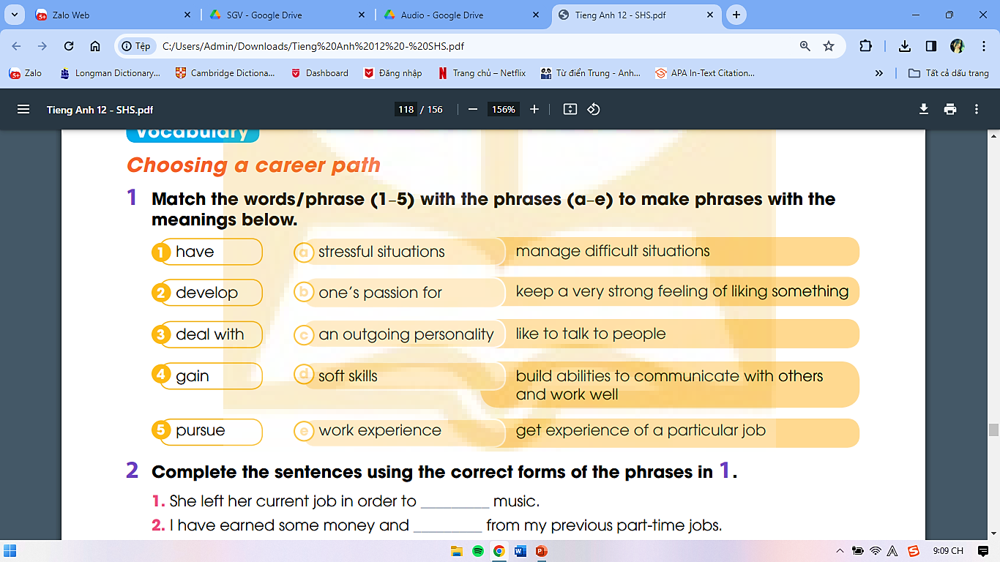 Zalo Web
SGV - Google Drive
Audio - Google Drive
Tieng Anh 12 - SHS.pdf
Tệp
C:/Users/Admin/Downloads/Tieng%20Anh%2012%20-%20SHS.pdf
Zalo
Longman Dictionary...
Cambridge Dictiona...
Dashboard
Đăng nhập
Trang chủ – Netflix
Từ điển Trung - Anh...
APA In-Text Citation...
Tất cả dấu trang
Tieng Anh 12 - SHS.pdf
118 / 156
156%
Vocabulary
Choosing a career path
1 Match the words/phrase (1–5) with the phrases (a–e) to make phrases with the
meanings below.
1 have
a stressful situations
manage difficult situations
2 develop
b one's passion for
keep a very strong feeling of liking something
3 deal with
c an outgoing personality
like to talk to people
4 gain
d soft skills
build abilities to communicate with others
and work well
5 pursue
e work experience
get experience of a particular job
2 Complete the sentences using the correct forms of the phrases in 1.
1. She left her current job in order to ________ music.
2. I have earned some money and ________ from my previous part-time jobs.
9:09 CH